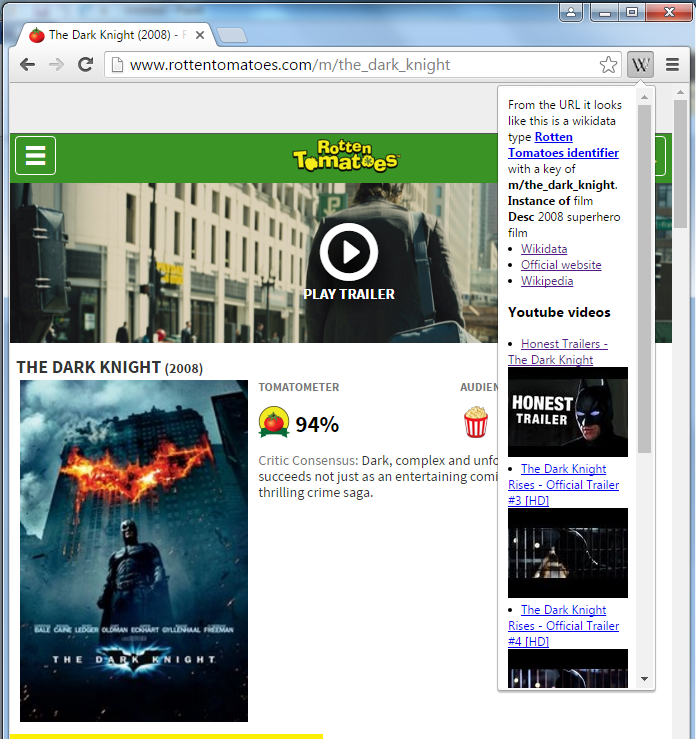 The Dark Knight (2008) - R
www.rottentomatoes.com/m/the_dark_knight
W
Rotten
Tomatoes
PLAY TRAILER
THE DARK KNIGHT (2008)
TOMATOMETER
AUDIEN
94%
Critic Consensus: Dark, complex and unfo
succeeds not just as an entertaining comi
thrilling crime saga.
BALE CAINE LEDGER OLDMAN ECKHART GYLLENHAAL FREEMAN
THE DARK KNIGHT
From the URL it looks
like this is a wikidata
type Rotten
Tomatoes identifier
with a key of
m/the_dark_knight.
Instance of film
Desc 2008 superhero
film
• Wikidata
• Official website
• Wikipedia
Youtube videos
• Honest Trailers -
The Dark Knight
HONEST
TRAILER
• The Dark Knight
Rises - Official Trailer
#3 [HD]
• The Dark Knight
Rises - Official Trailer
#4 [HD]